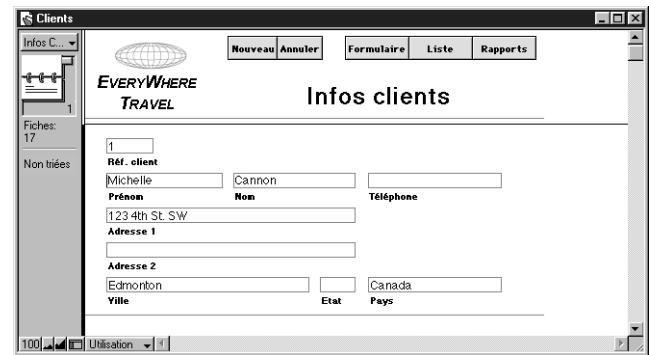 Clients
Infos C...
Nouveau Annuler Formulaire Liste Rapports
EVERYWHERE
TRAVEL
Infos clients
1
Fiches:
17
Non triées
1
Réf. client
Michelle Cannon
Prénom Nom Téléphone
123 4th St. SW
Adresse 1
Adresse 2
Edmonton Canada
Ville Etat Pays
100 Utilisation